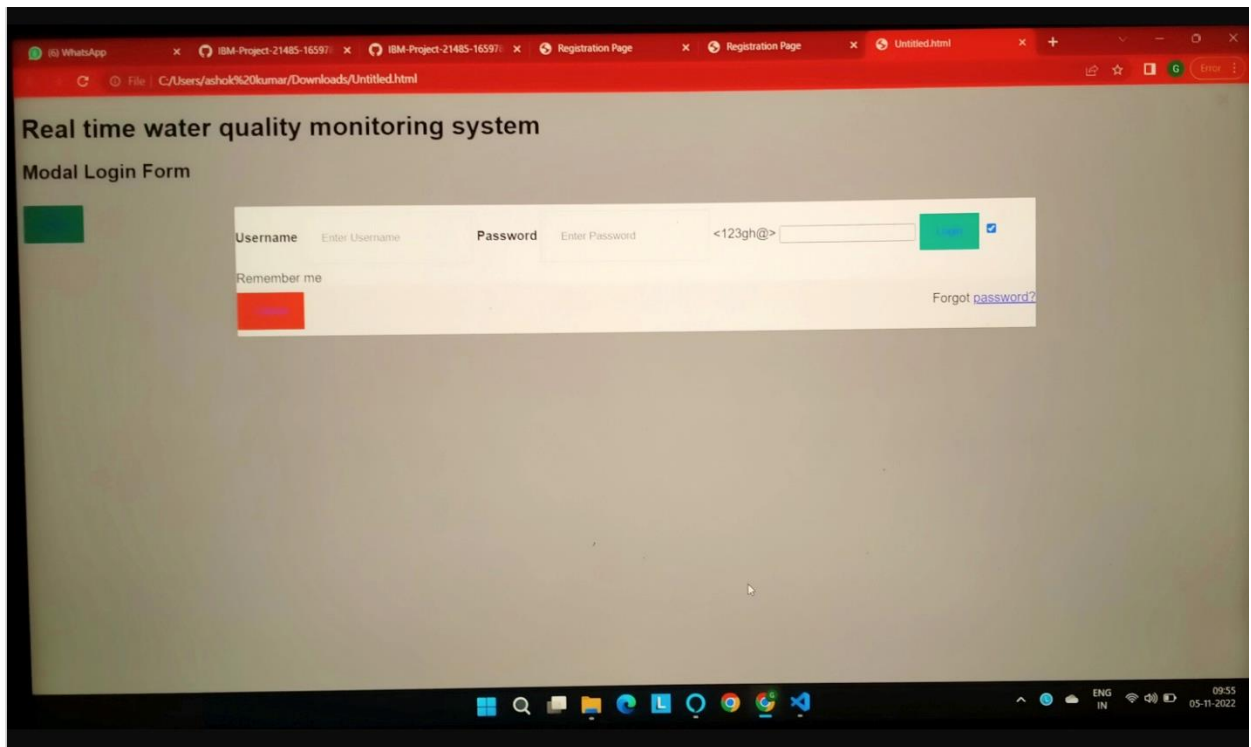 (6) WhatsApp IBM-Project-21485-16597 IBM-Project-21485-16597 Registration Page Registration Page Untitled.html
File C:/Users/ashok%20kumar/Downloads/Untitled.html Error
Real time water quality monitoring system
Modal Login Form
Username Enter Username Password Enter Password <123gh@> Login
Remember me
Forgot password?
ENG 09:55
IN 05-11-2022